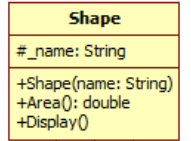 Shape
#_name: String
+Shape(name: String)
+Area(): double
+Display()